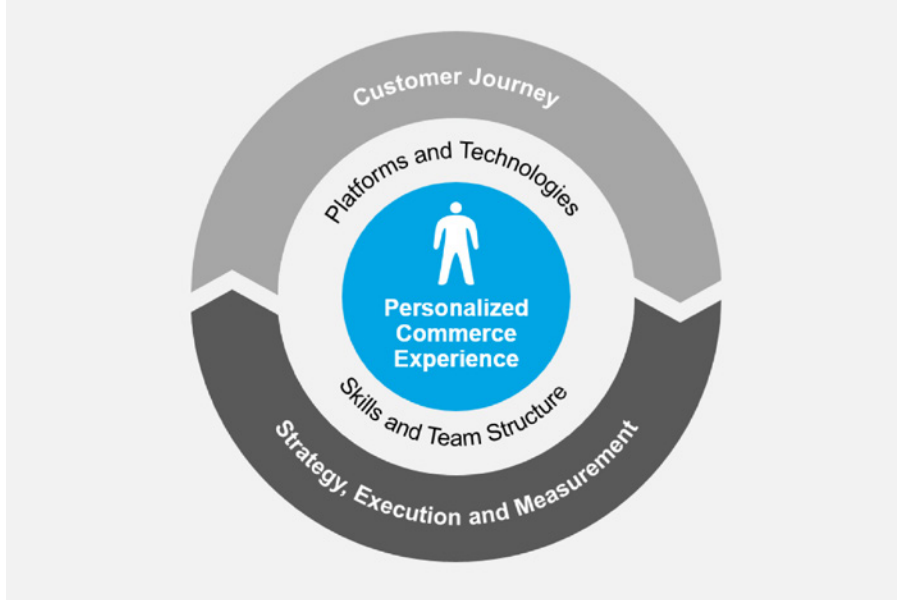 Customer Journey
Platforms and Technologies
Personalized
Commerce
Experience
Skills and Team Structure
Strategy, Execution and Measurement